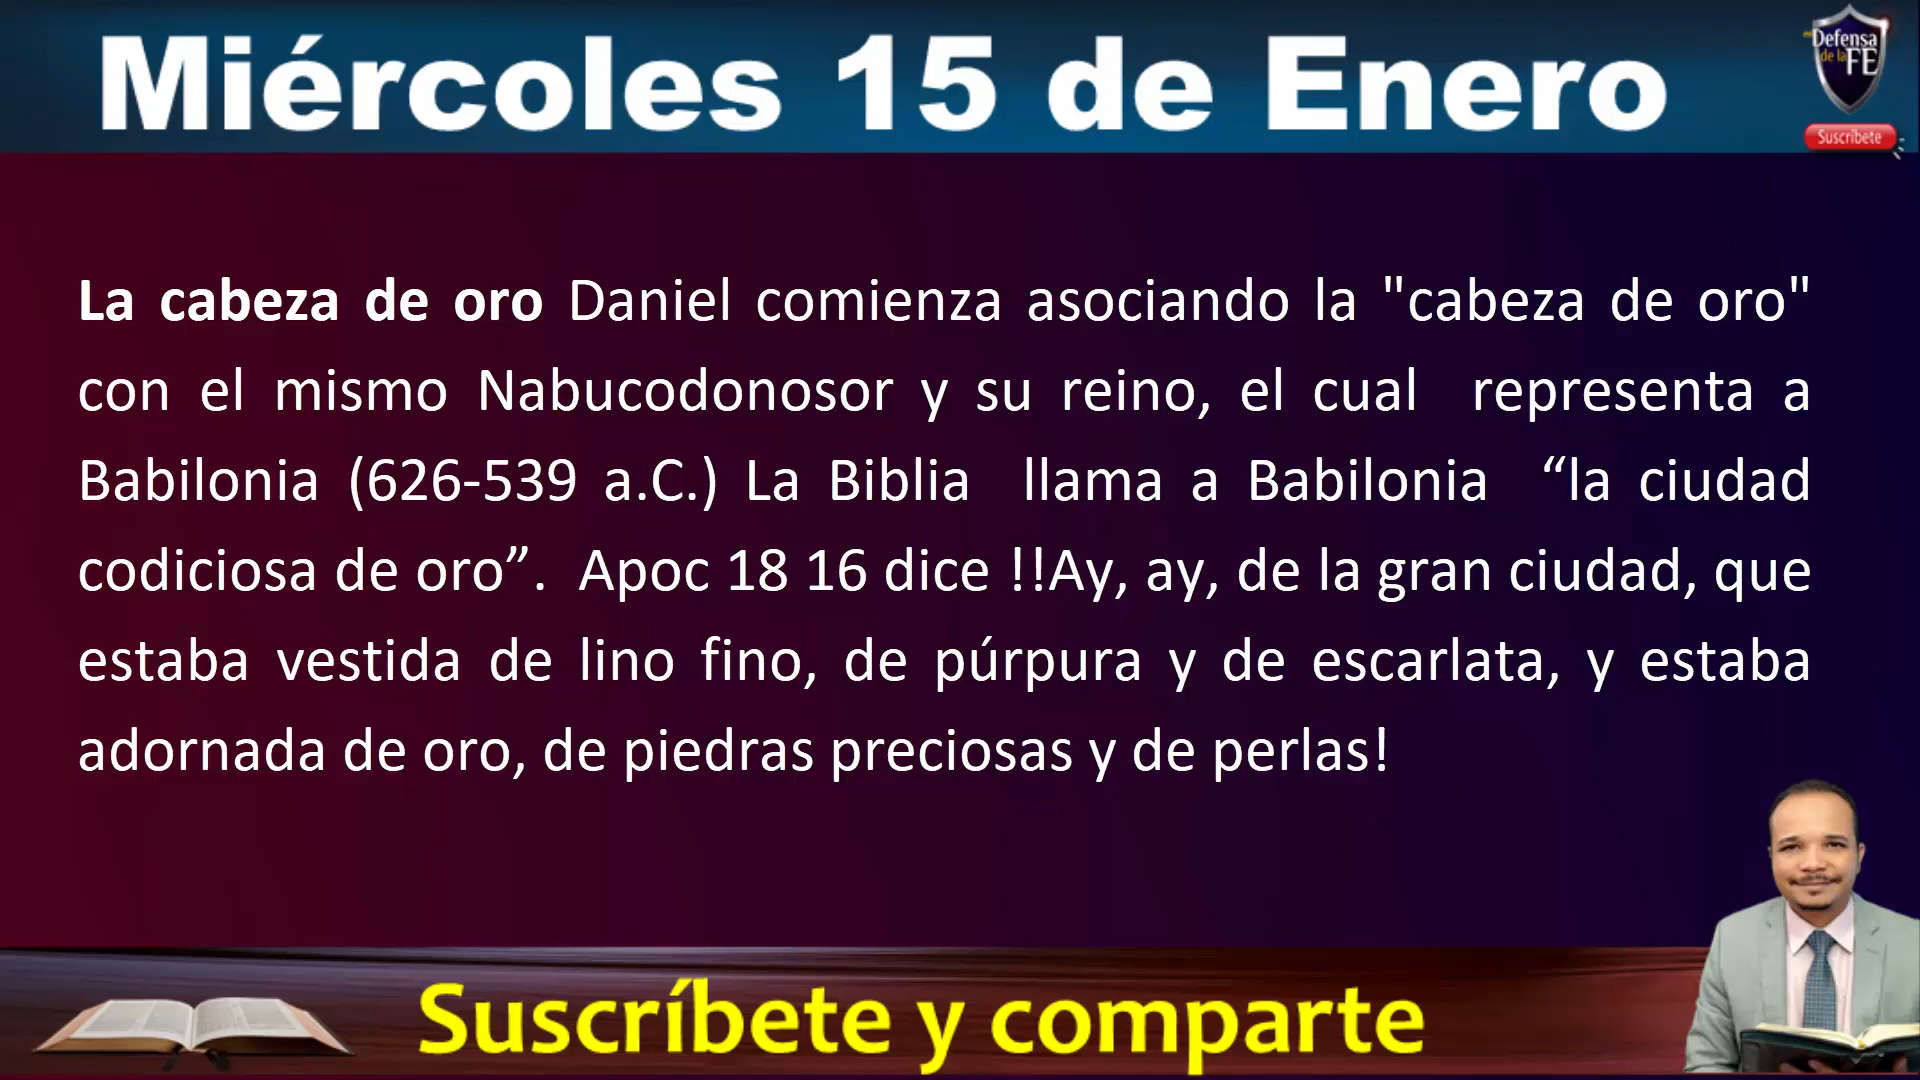 Miércoles 15 de Enero
Defensa
de la FE
Suscríbete
La cabeza de oro Daniel comienza asociando la "cabeza de oro"
con el mismo Nabucodonosor y su reino, el cual representa a
Babilonia (626-539 a.C.) La Biblia llama a Babilonia “la ciudad
codiciosa de oro”. Apoc 18 16 dice !!Ay, ay, de la gran ciudad, que
estaba vestida de lino fino, de púrpura y de escarlata, y estaba
adornada de oro, de piedras preciosas y de perlas!
Suscríbete y comparte